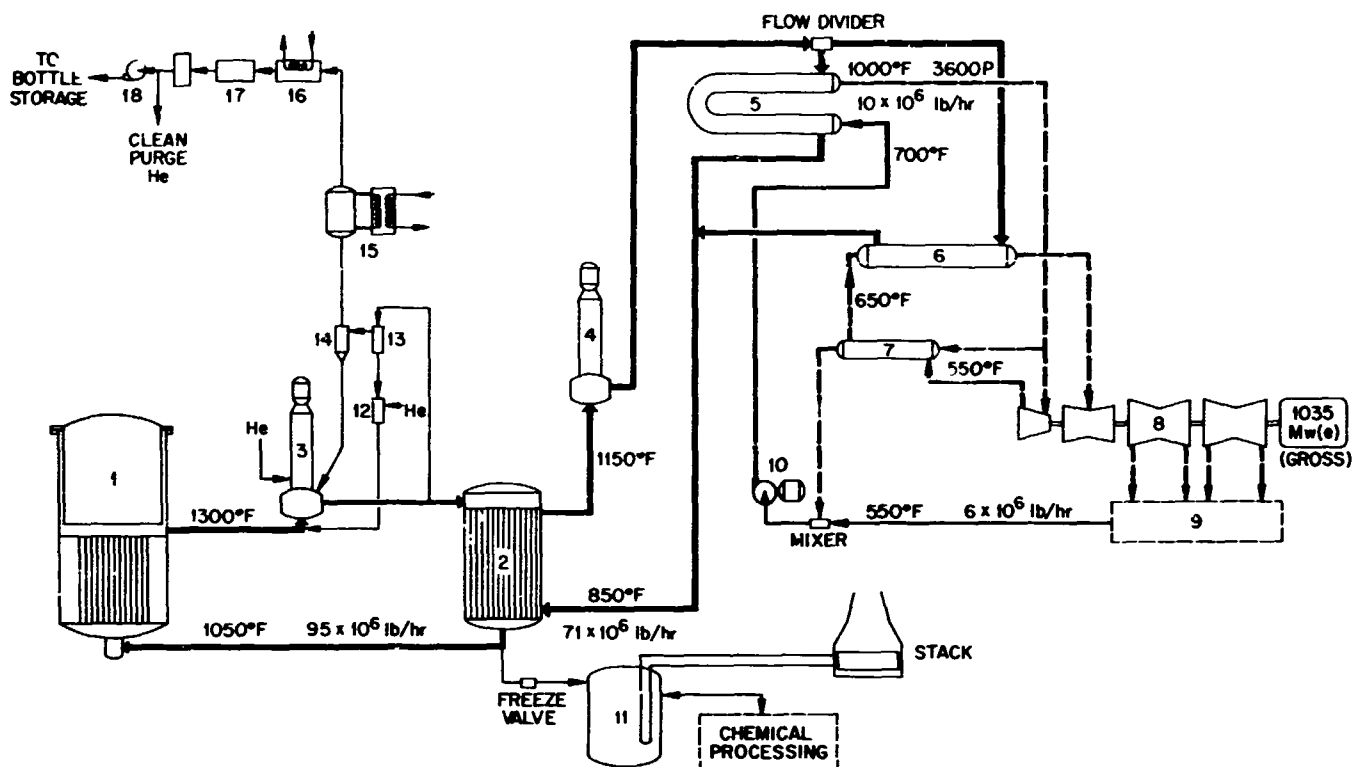 FLOW DIVIDER
TO
BOTTLE
STORAGE
18
17
16
CLEAN
PURGE
He
1000°F 3600P
5
10 x 10⁶ lb/hr
700°F
15
6
4
650°F
14
13
7
550°F
12
He
He
3
8
1035
Mw(e)
(GROSS)
1
1150°F
10
1300°F
550°F 6 x 10⁶ lb/hr
9
MIXER
2
850°F
1050°F 95 x 10⁶ lb/hr
71 x 10⁶ lb/hr
STACK
FREEZE
VALVE
11
CHEMICAL
PROCESSING